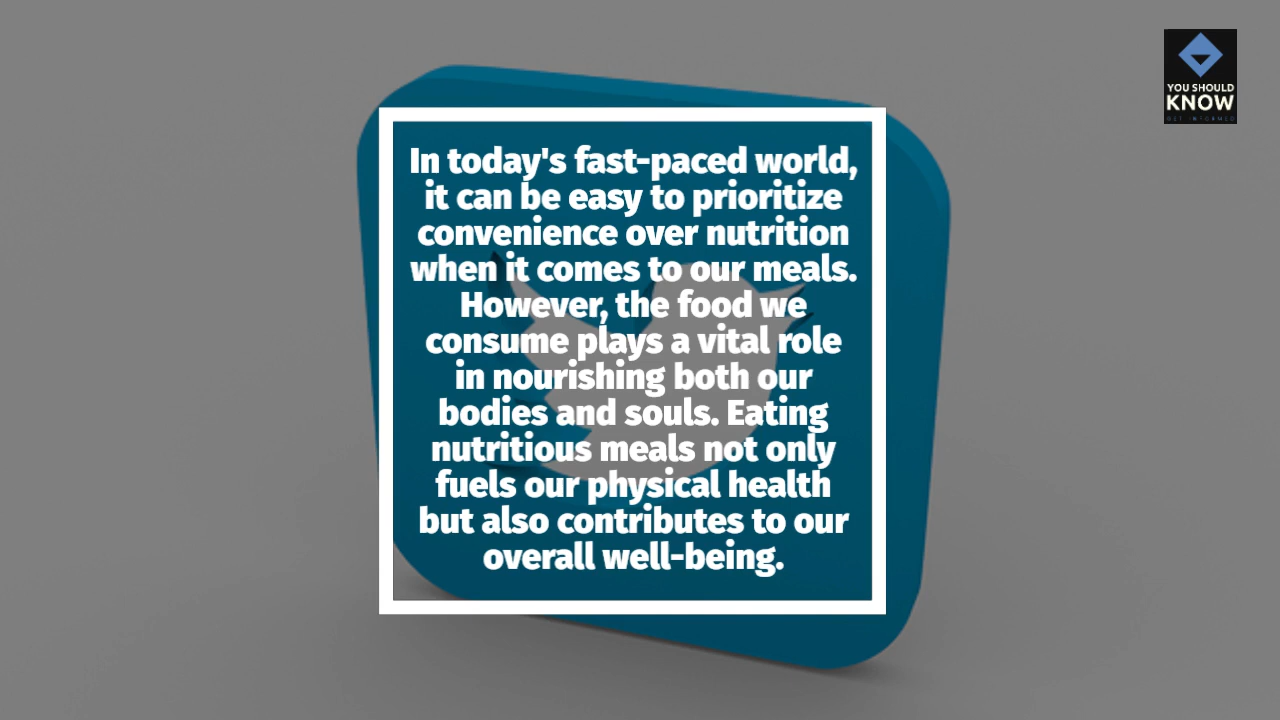 YOU SHOULD
KNOW
GET INFORMED
In today's fast-paced world,
it can be easy to prioritize
convenience over nutrition
when it comes to our meals.
However, the food we
consume plays a vital role
in nourishing both our
bodies and souls. Eating
nutritious meals not only
fuels our physical health
but also contributes to our
overall well-being.